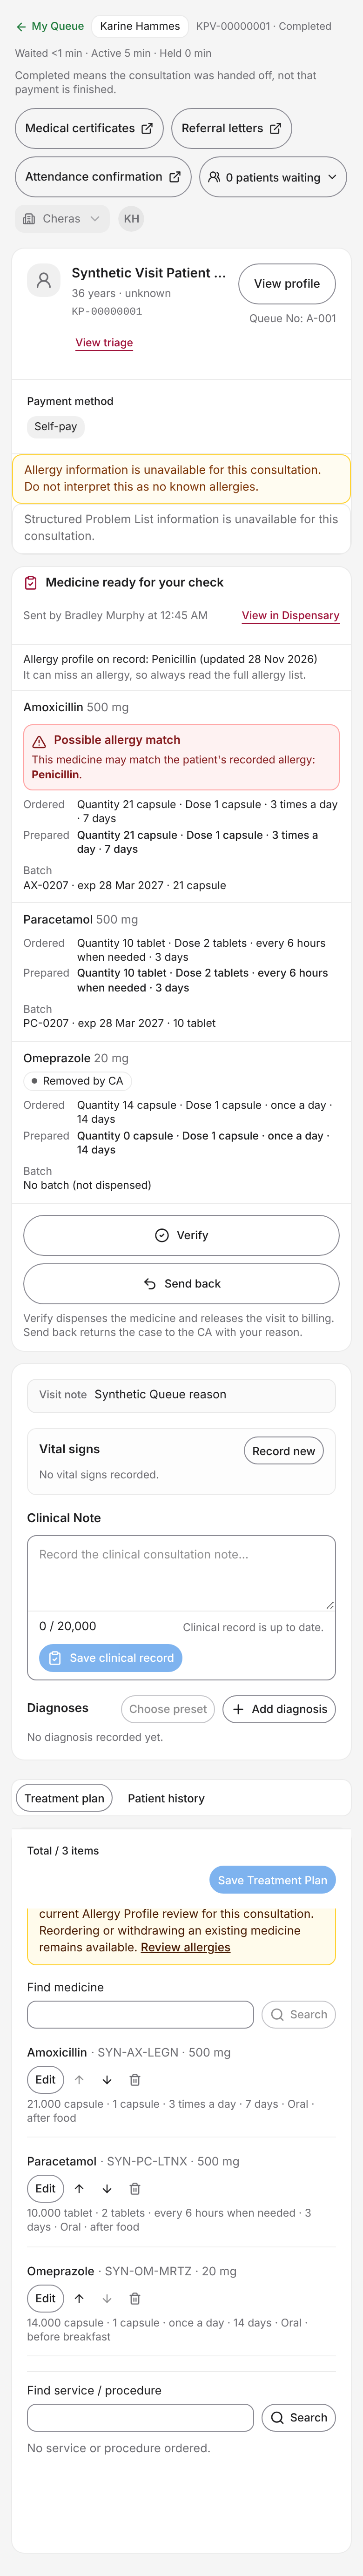 My Queue Karine Hammes KPV-00000001 · Completed
Waited <1 min · Active 5 min · Held 0 min
Completed means the consultation was handed off, not that
payment is finished.
Medical certificates Referral letters
Attendance confirmation 0 patients waiting
Cheras KH
Synthetic Visit Patient ... View profile
36 years · unknown
KP-00000001 Queue No: A-001
View triage
Payment method
Self-pay
Allergy information is unavailable for this consultation.
Do not interpret this as no known allergies.
Structured Problem List information is unavailable for this
consultation.
Medicine ready for your check
Sent by Bradley Murphy at 12:45 AM View in Dispensary
Allergy profile on record: Penicillin (updated 28 Nov 2026)
It can miss an allergy, so always read the full allergy list.
Amoxicillin 500 mg
Possible allergy match
This medicine may match the patient's recorded allergy:
Penicillin.
Ordered Quantity 21 capsule · Dose 1 capsule · 3 times a day
· 7 days
Prepared Quantity 21 capsule · Dose 1 capsule · 3 times a
day · 7 days
Batch
AX-0207 · exp 28 Mar 2027 · 21 capsule
Paracetamol 500 mg
Ordered Quantity 10 tablet · Dose 2 tablets · every 6 hours
when needed · 3 days
Prepared Quantity 10 tablet · Dose 2 tablets · every 6 hours
when needed · 3 days
Batch
PC-0207 · exp 28 Mar 2027 · 10 tablet
Omeprazole 20 mg
Removed by CA
Ordered Quantity 14 capsule · Dose 1 capsule · once a day ·
14 days
Prepared Quantity 0 capsule · Dose 1 capsule · once a day ·
14 days
Batch
No batch (not dispensed)
Verify
Send back
Verify dispenses the medicine and releases the visit to billing.
Send back returns the case to the CA with your reason.
Visit note Synthetic Queue reason
Vital signs Record new
No vital signs recorded.
Clinical Note
Record the clinical consultation note...
0 / 20,000 Clinical record is up to date.
Save clinical record
Diagnoses Choose preset Add diagnosis
No diagnosis recorded yet.
Treatment plan Patient history
Total / 3 items
Save Treatment Plan
current Allergy Profile review for this consultation.
Reordering or withdrawing an existing medicine
remains available. Review allergies
Find medicine
Search
Amoxicillin · SYN-AX-LEGN · 500 mg
Edit
21.000 capsule · 1 capsule · 3 times a day · 7 days · Oral ·
after food
Paracetamol · SYN-PC-LTNX · 500 mg
Edit
10.000 tablet · 2 tablets · every 6 hours when needed · 3
days · Oral · after food
Omeprazole · SYN-OM-MRTZ · 20 mg
Edit
14.000 capsule · 1 capsule · once a day · 14 days · Oral ·
before breakfast
Find service / procedure
Search
No service or procedure ordered.